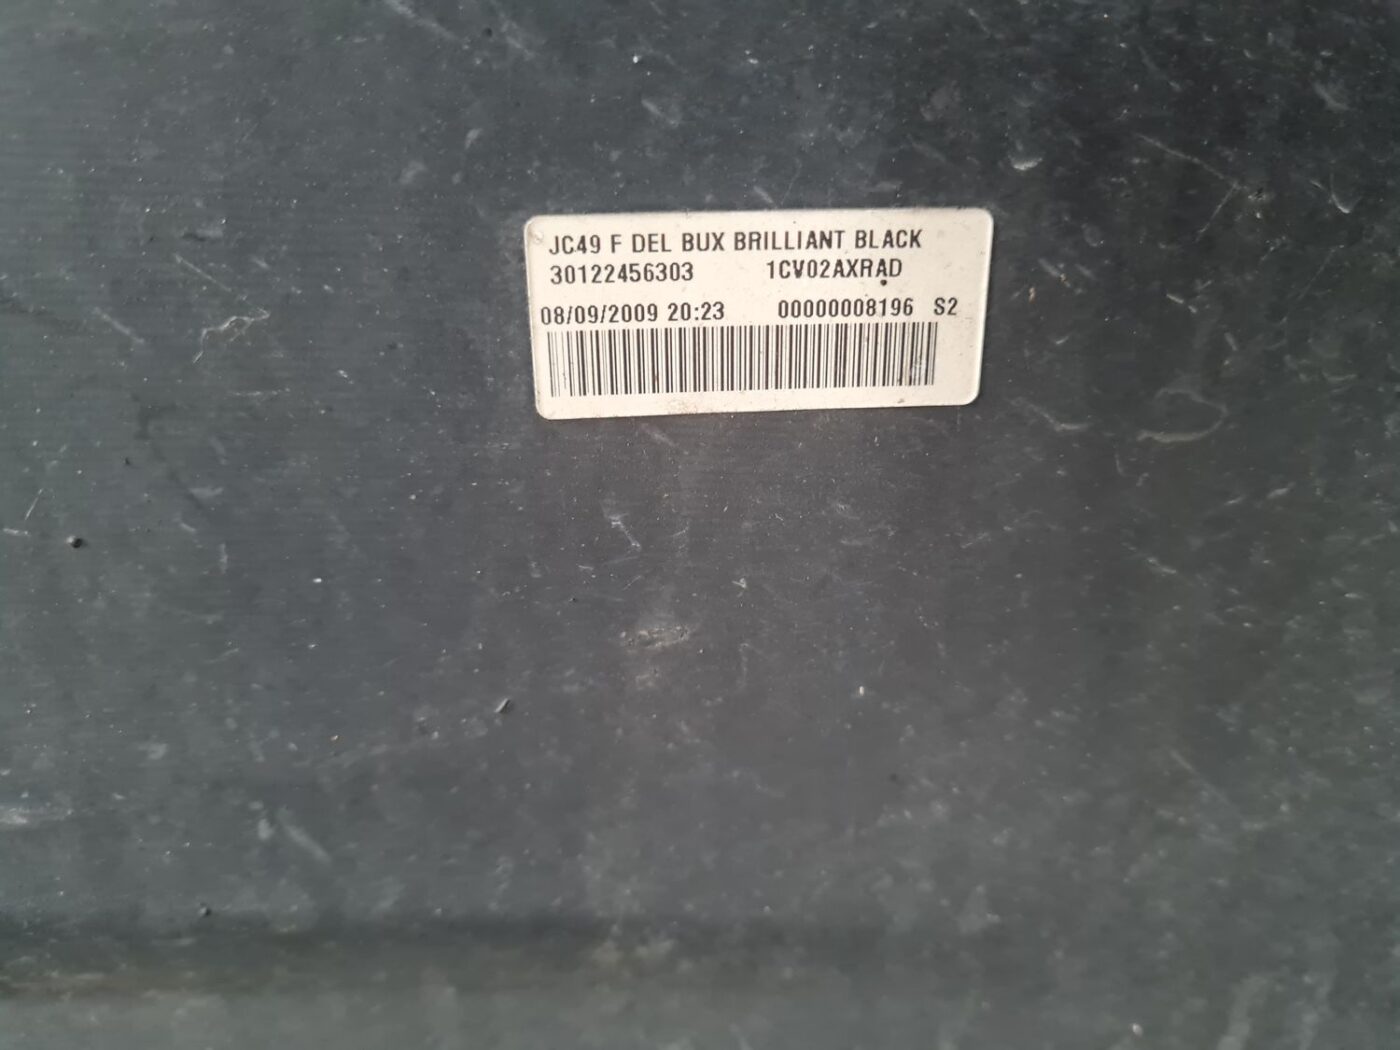 JC49 F DEL BUX BRILLIANT BLACK
30122456303 1CV02AXRAD
08/09/2009 20:23 00000008196 S2